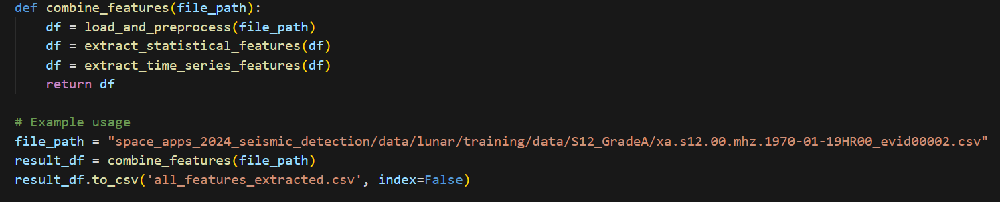 def combine_features(file_path):
    df = load_and_preprocess(file_path)
    df = extract_statistical_features(df)
    df = extract_time_series_features(df)
    return df

# Example usage
file_path = "space_apps_2024_seismic_detection/data/lunar/training/data/S12_GradeA/xa.s12.00.mhz.1970-01-19HR00_evid00002.csv"
result_df = combine_features(file_path)
result_df.to_csv('all_features_extracted.csv', index=False)